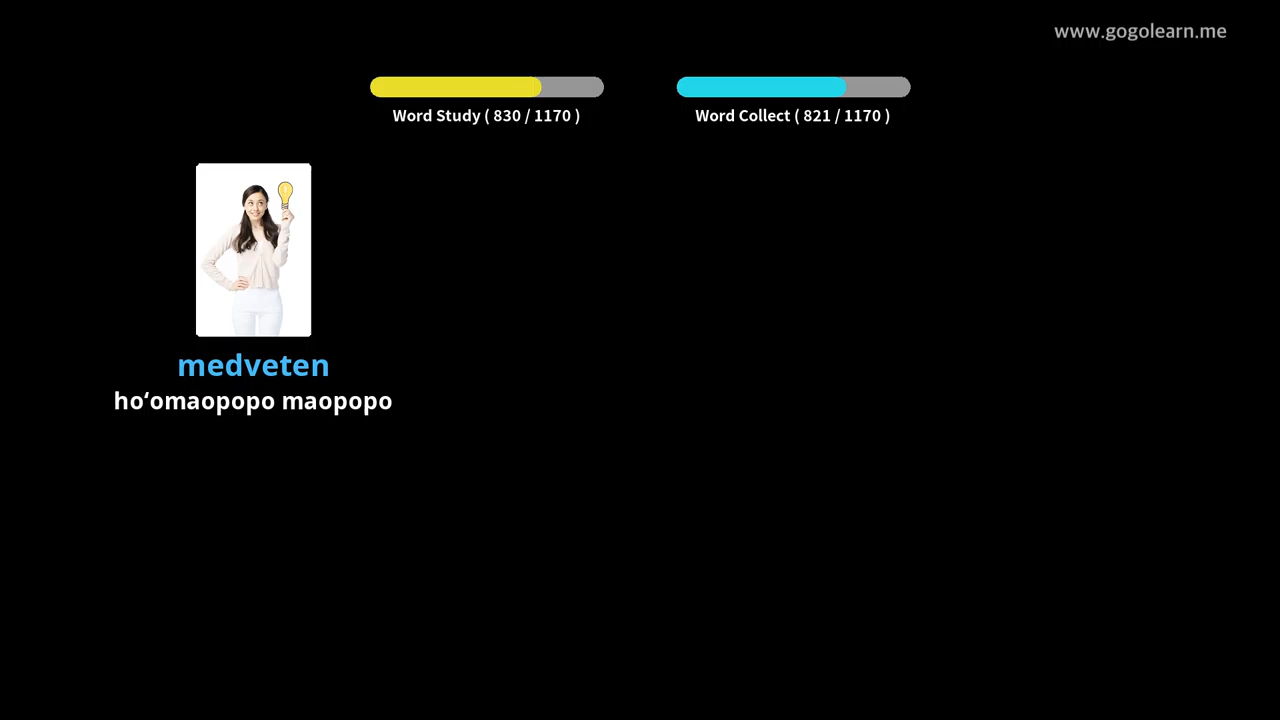 www.gogolearn.me
Word Study ( 830 / 1170 )
Word Collect ( 821 / 1170 )
medveten
hoʻomaopopo maopopo